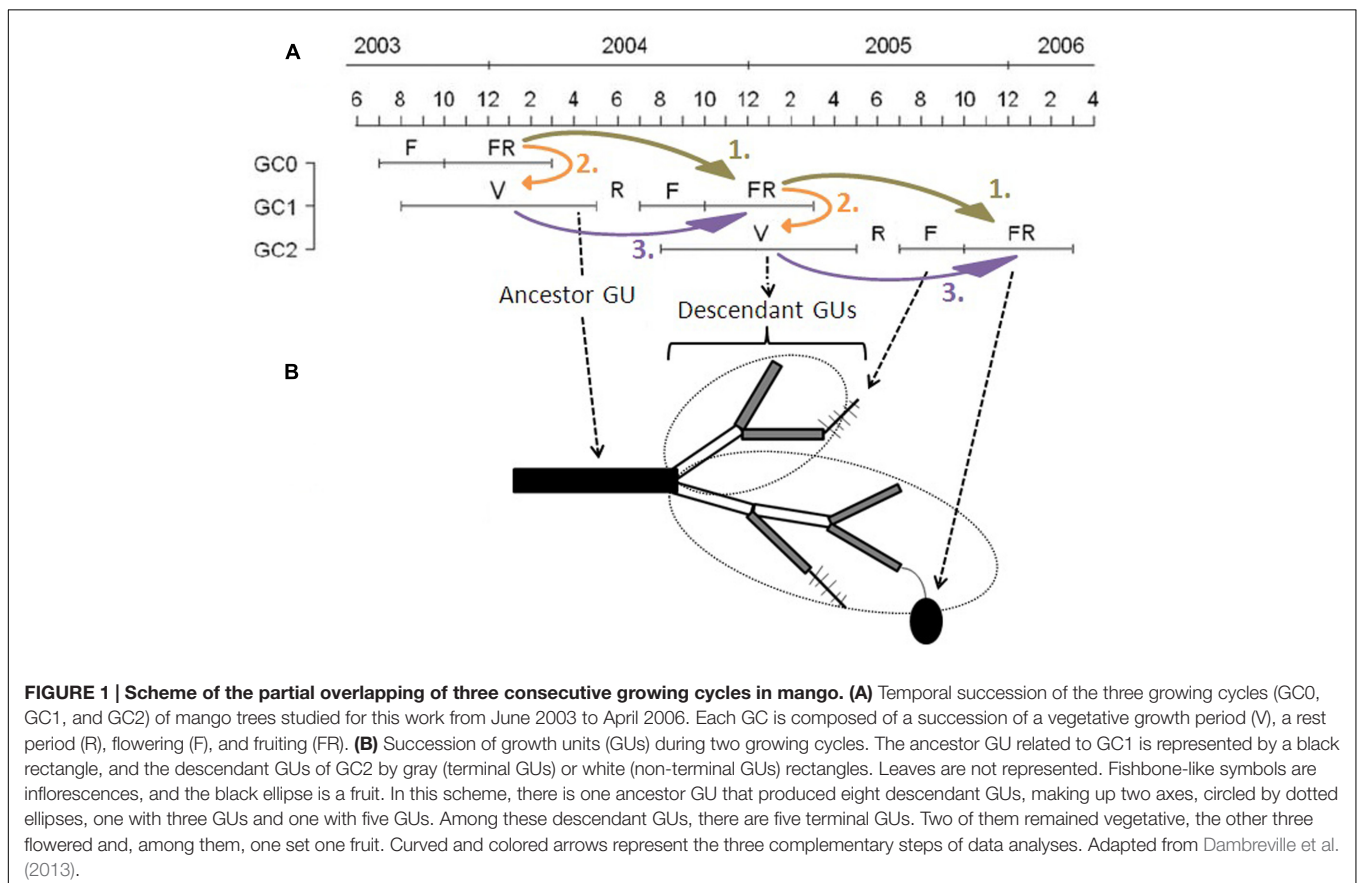 A
2003 2004 2005 2006
6 8 10 12 2 4 6 8 10 12 2 4 6 8 10 12 2 4
GC0 F FR 2. 1.
GC1 V R F FR 2. 1.
GC2 3. V R F FR
3.
Ancestor GU
Descendant GUs
B
FIGURE 1 | Scheme of the partial overlapping of three consecutive growing cycles in mango. (A) Temporal succession of the three growing cycles (GC0,
GC1, and GC2) of mango trees studied for this work from June 2003 to April 2006. Each GC is composed of a succession of a vegetative growth period (V), a rest
period (R), flowering (F), and fruiting (FR). (B) Succession of growth units (GUs) during two growing cycles. The ancestor GU related to GC1 is represented by a black
rectangle, and the descendant GUs of GC2 by gray (terminal GUs) or white (non-terminal GUs) rectangles. Leaves are not represented. Fishbone-like symbols are
inflorescences, and the black ellipse is a fruit. In this scheme, there is one ancestor GU that produced eight descendant GUs, making up two axes, circled by dotted
ellipses, one with three GUs and one with five GUs. Among these descendant GUs, there are five terminal GUs. Two of them remained vegetative, the other three
flowered and, among them, one set one fruit. Curved and colored arrows represent the three complementary steps of data analyses. Adapted from Dambreville et al.
(2013).